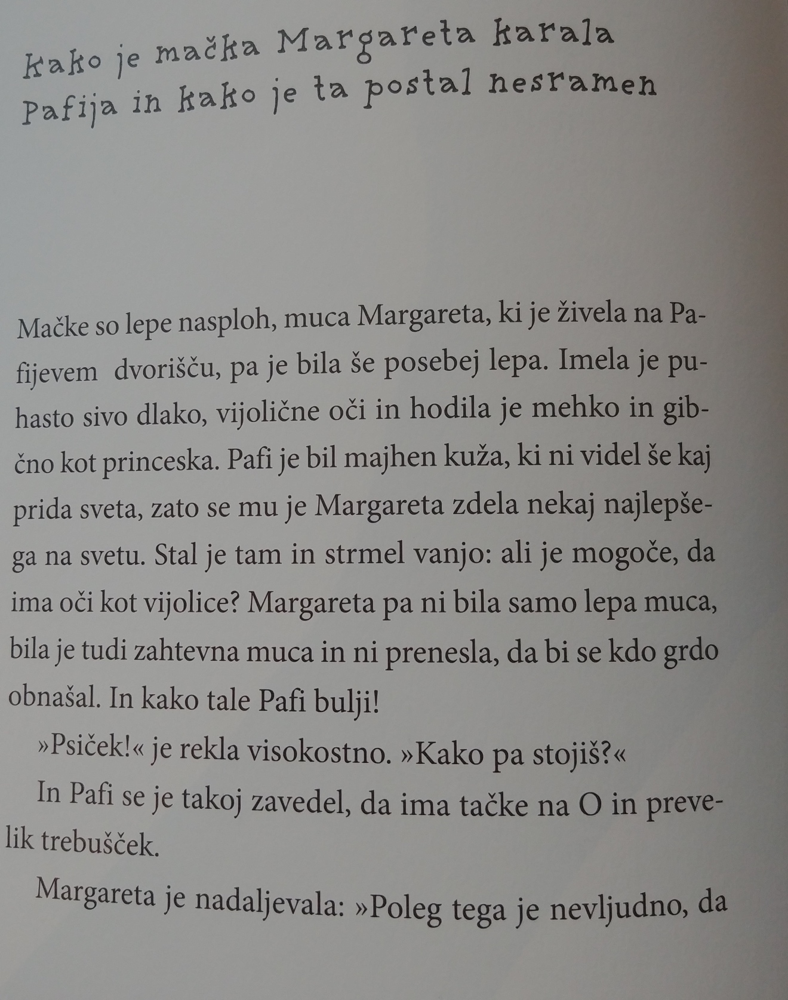 Kako je mačka Margareta karala
Pafija in kako je ta postal nesramen
Mačke so lepe nasploh, muca Margareta, ki je živela na Pa-
fijevem dvorišču, pa je bila še posebej lepa. Imela je pu-
hasto sivo dlako, vijolične oči in hodila je mehko in gib-
čno kot princeska. Pafi je bil majhen kuža, ki ni videl še kaj
prida sveta, zato se mu je Margareta zdela nekaj najlepše-
ga na svetu. Stal je tam in strmel vanjo: ali je mogoče, da
ima oči kot vijolice? Margareta pa ni bila samo lepa muca,
bila je tudi zahtevna muca in ni prenesla, da bi se kdo grdo
obnašal. In kako tale Pafi bulji!
»Psiček!« je rekla visokostno. »Kako pa stojiš?«
In Pafi se je takoj zavedel, da ima tačke na O in preve-
lik trebušček.
Margareta je nadaljevala: »Poleg tega je nevljudno, da